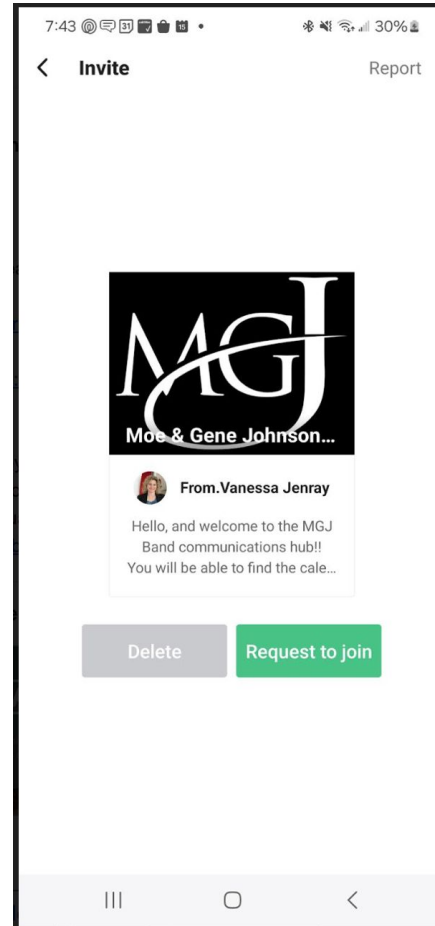 7:43 30%
Invite Report
MGJ
Moe & Gene Johnson...
From.Vanessa Jenray
Hello, and welcome to the MGJ
Band communications hub!!
You will be able to find the cale...
Delete Request to join